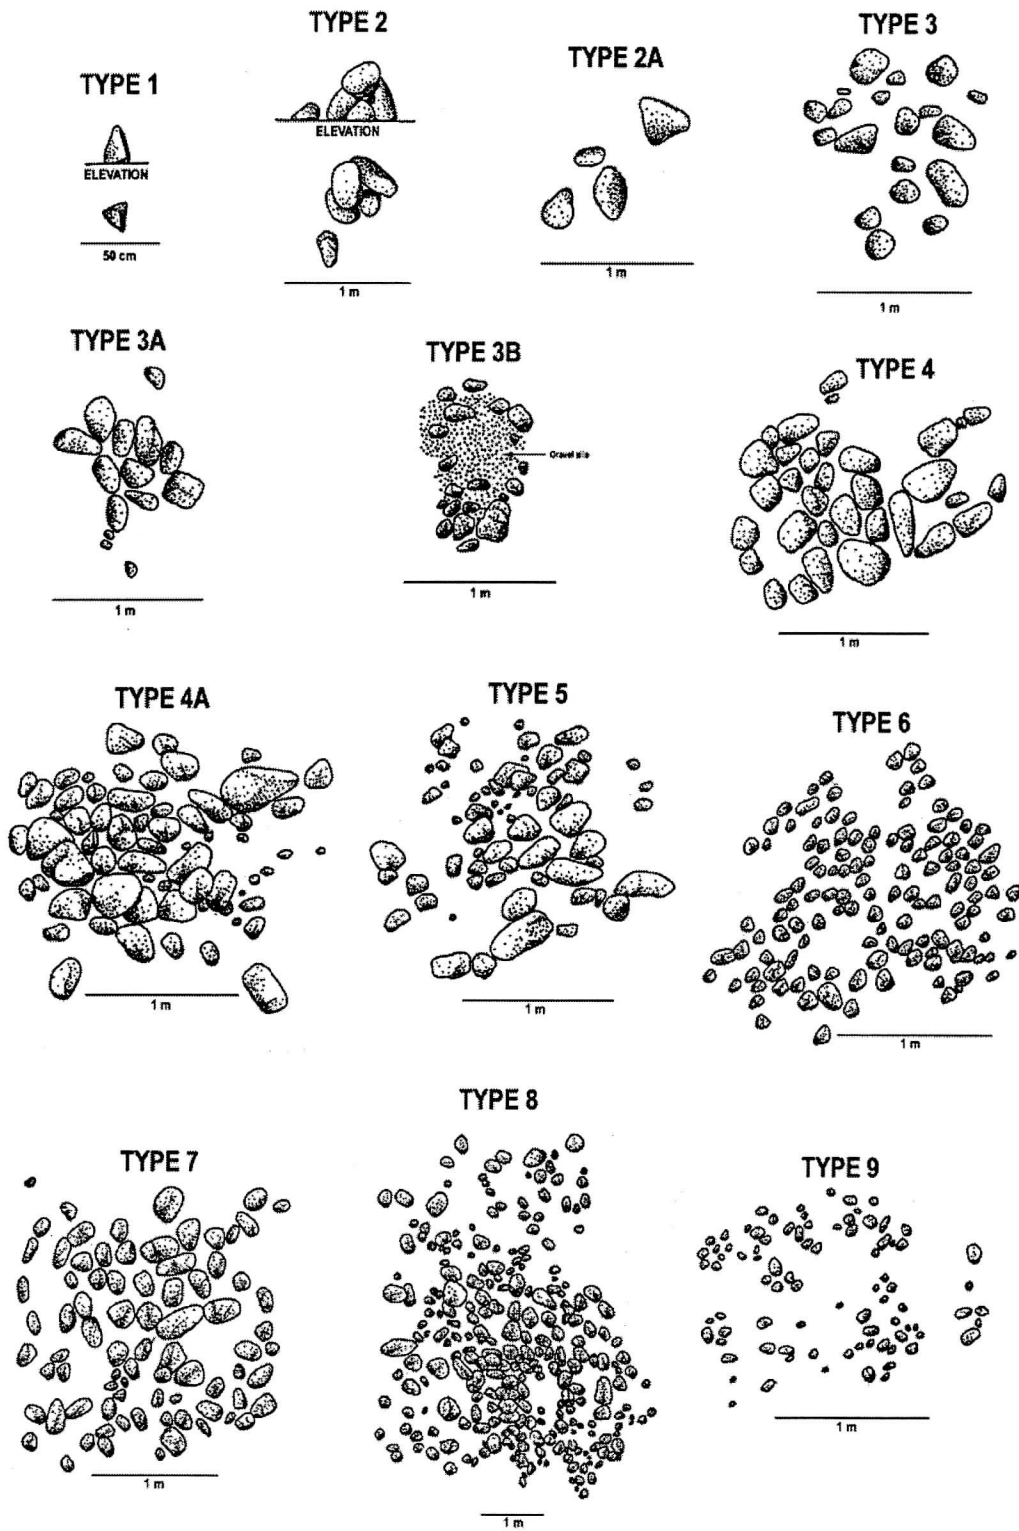 TYPE 1
ELEVATION
50 cm
TYPE 2
ELEVATION
1 m
TYPE 2A
1 m
TYPE 3
1 m
TYPE 3A
1 m
TYPE 3B
Gravel pile
1 m
TYPE 4
1 m
TYPE 4A
1 m
TYPE 5
1 m
TYPE 6
1 m
TYPE 7
1 m
TYPE 8
1 m
TYPE 9
1 m